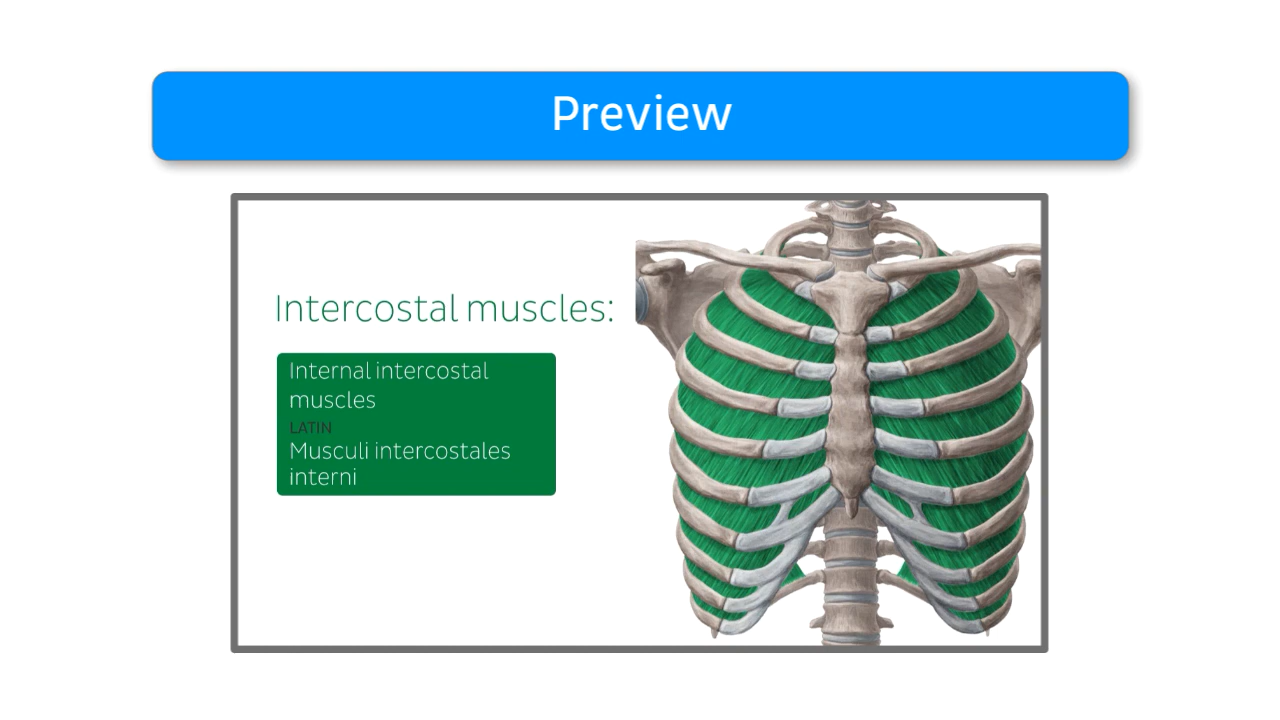 Preview
Intercostal muscles:
Internal intercostal
muscles
LATIN
Musculi intercostales
interni